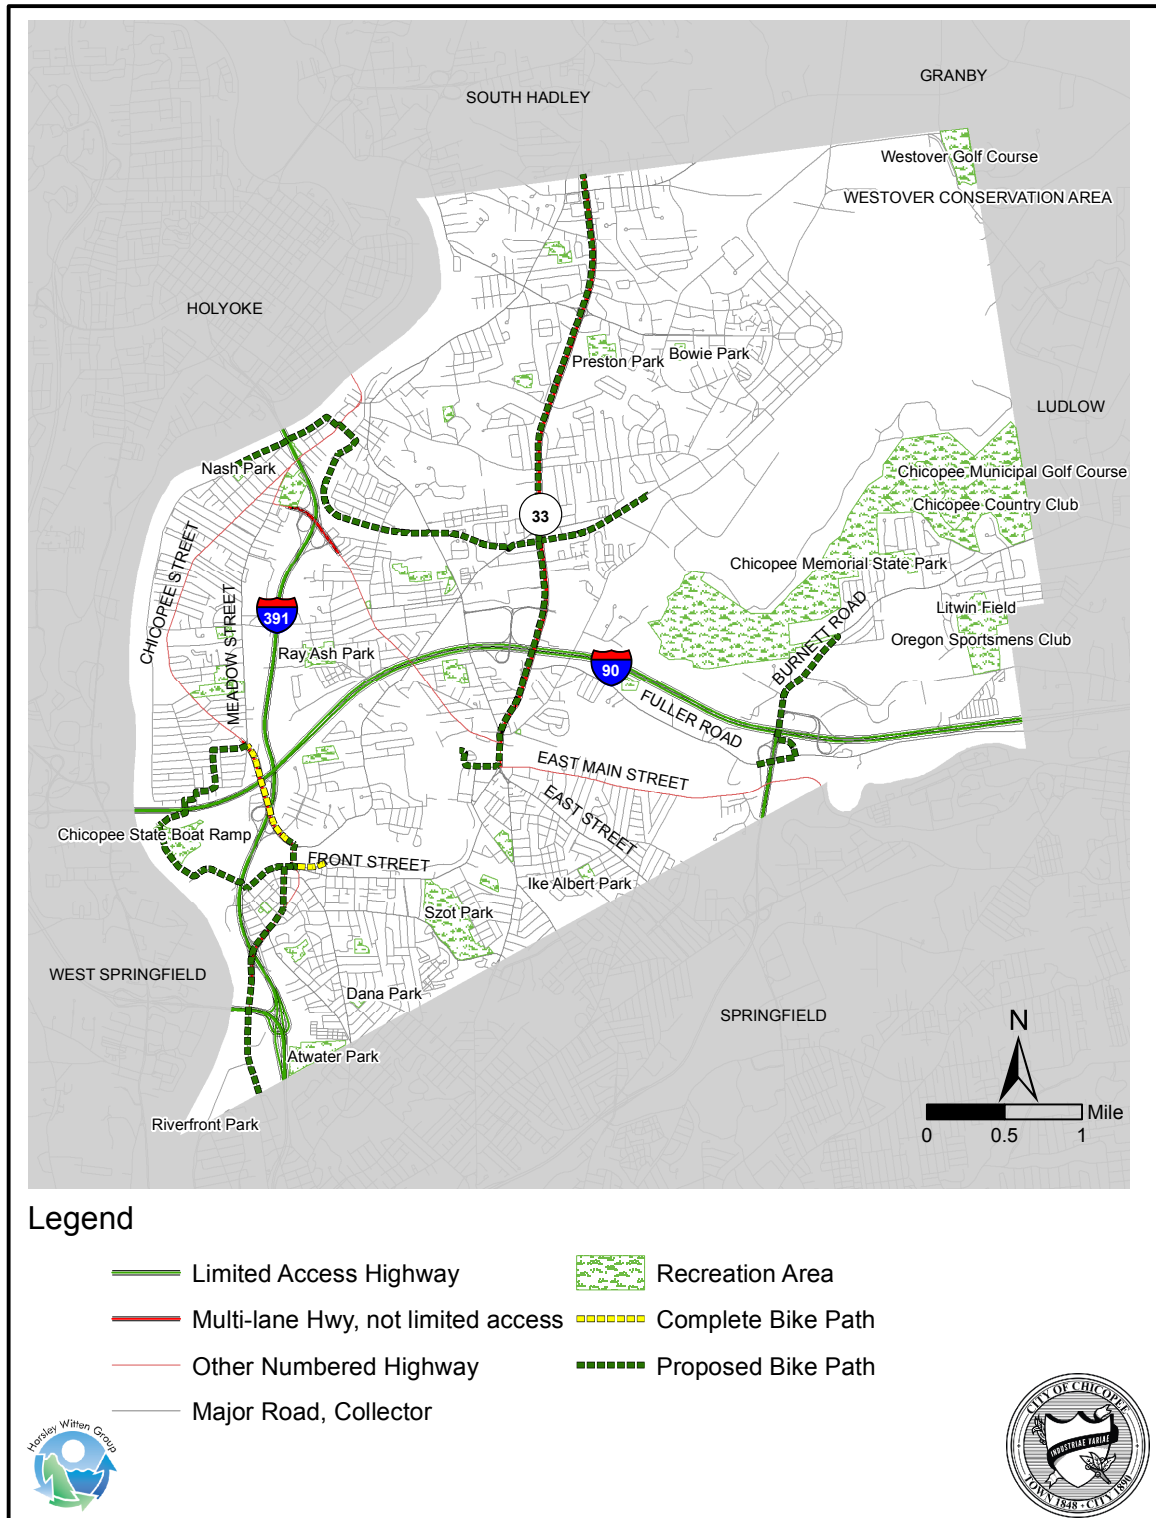 GRANBY
SOUTH HADLEY
Westover Golf Course
WESTOVER CONSERVATION AREA
HOLYOKE
Preston Park
Bowie Park
LUDLOW
Nash Park
Chicopee Municipal Golf Course
Chicopee Country Club
33
CHICOPEE STREET
Chicopee Memorial State Park
MEADOW STREET
391
BURNETT ROAD
Litwin Field
Oregon Sportsmens Club
Ray Ash Park
90
FULLER ROAD
EAST MAIN STREET
EAST STREET
Chicopee State Boat Ramp
FRONT STREET
Ike Albert Park
Szot Park
WEST SPRINGFIELD
Dana Park
SPRINGFIELD
N
Atwater Park
Riverfront Park
Mile
0 0.5 1
Legend
Limited Access Highway
Multi-lane Hwy, not limited access
Other Numbered Highway
Major Road, Collector
Recreation Area
Complete Bike Path
Proposed Bike Path
Horsley Witten Group
CITY OF CHICOPEE
INDUSTRIAE VARIAE
TOWN 1848 • CITY 1890